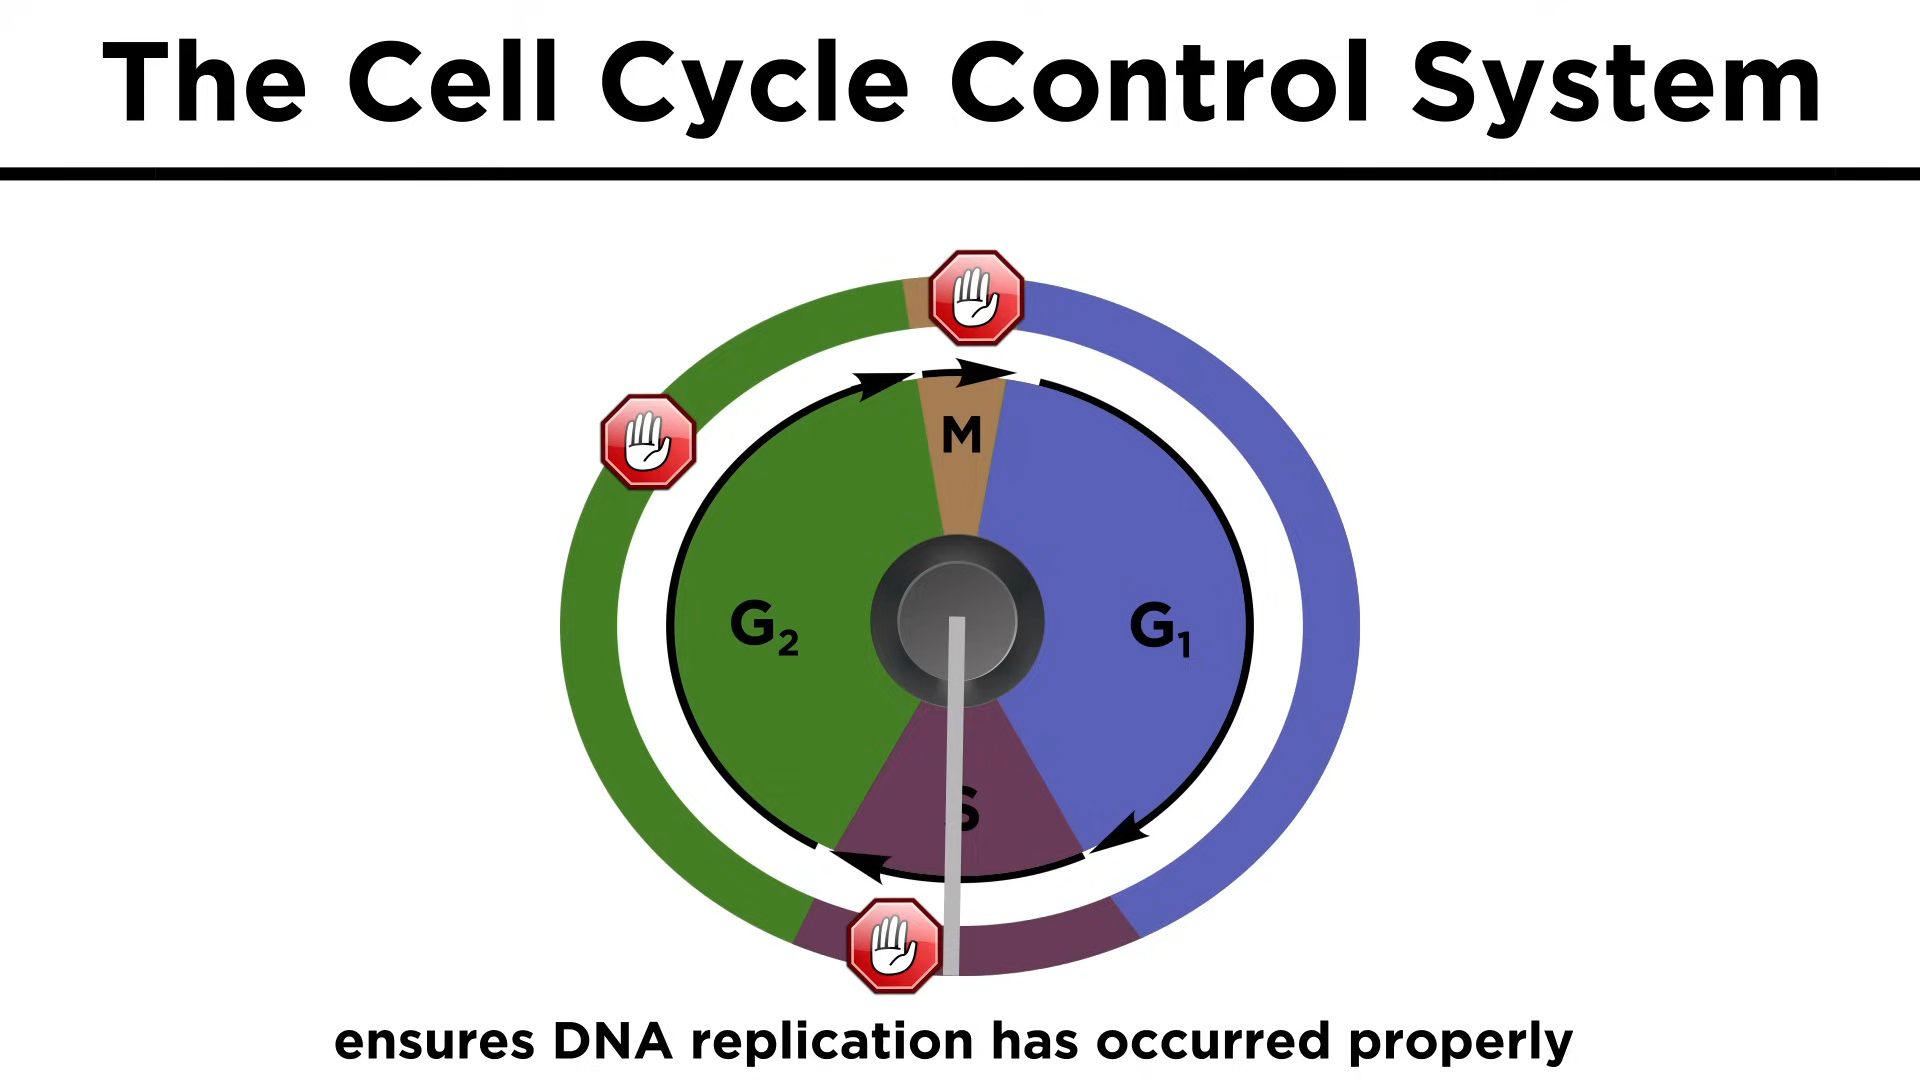 The Cell Cycle Control System
M
G₂
G₁
S
ensures DNA replication has occurred properly